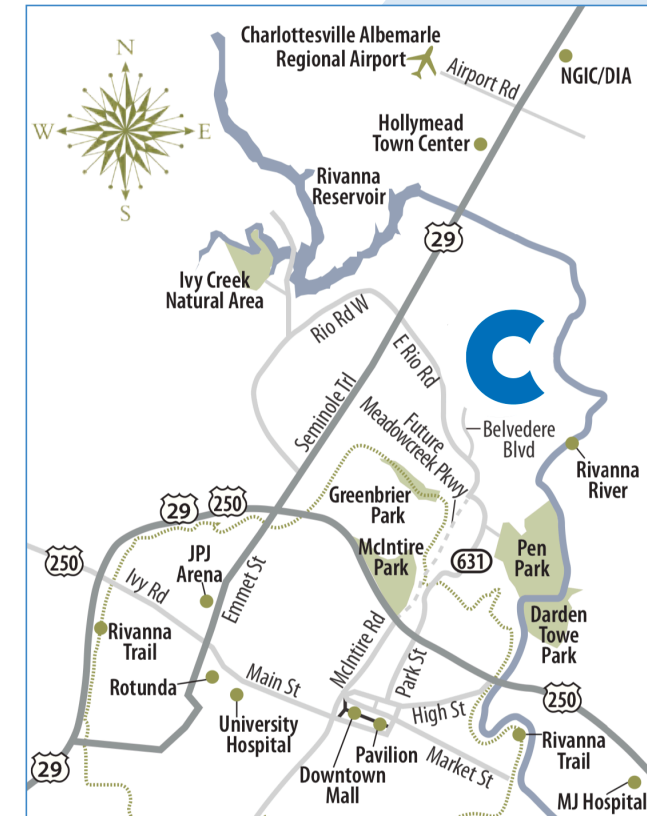 Charlottesville Albemarle
Regional Airport
Airport Rd
NGIC/DIA
N
W
E
S
Hollymead
Town Center
Rivanna
Reservoir
29
Ivy Creek
Natural Area
Rio Rd W
E Rio Rd
C
Seminole Trl
Future
Meadowcreek Pkwy
Belvedere
Blvd
Rivanna
River
Greenbrier
Park
29
250
250
JPJ
Arena
McIntire
Park
631
Pen
Park
Ivy Rd
Emmet St
Rivanna
Trail
Darden
Towe
Park
McIntire Rd
Park St
Rotunda
Main St
University
Hospital
High St
250
Pavilion
Downtown
Mall
Market St
Rivanna
Trail
29
MJ Hospital